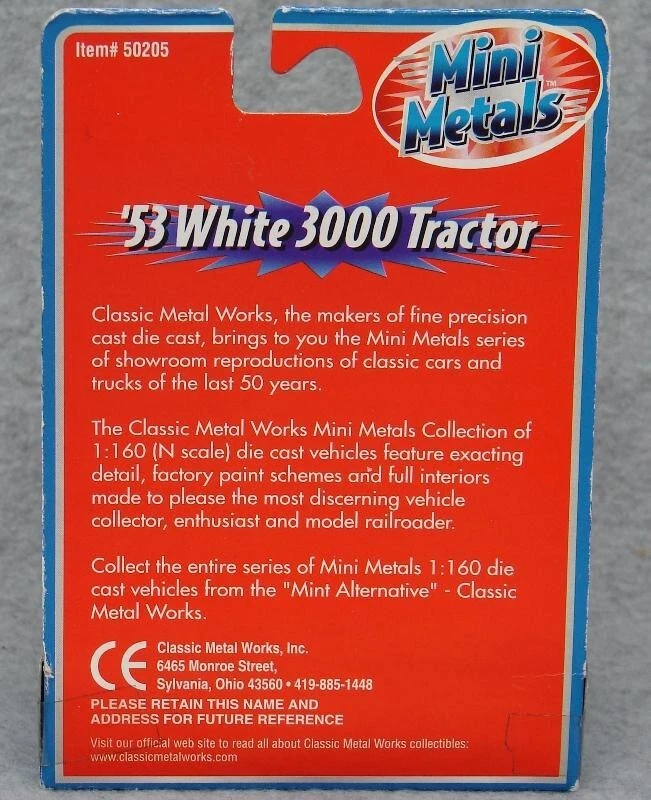 Item# 50205
Mini
Metals™
'53 White 3000 Tractor
Classic Metal Works, the makers of fine precision
cast die cast, brings to you the Mini Metals series
of showroom reproductions of classic cars and
trucks of the last 50 years.
The Classic Metal Works Mini Metals Collection of
1:160 (N scale) die cast vehicles feature exacting
detail, factory paint schemes and full interiors
made to please the most discerning vehicle
collector, enthusiast and model railroader.
Collect the entire series of Mini Metals 1:160 die
cast vehicles from the "Mint Alternative" - Classic
Metal Works.
CE
Classic Metal Works, Inc.
6465 Monroe Street,
Sylvania, Ohio 43560 • 419-885-1448
PLEASE RETAIN THIS NAME AND
ADDRESS FOR FUTURE REFERENCE
Visit our official web site to read all about Classic Metal Works collectibles:
www.classicmetalworks.com